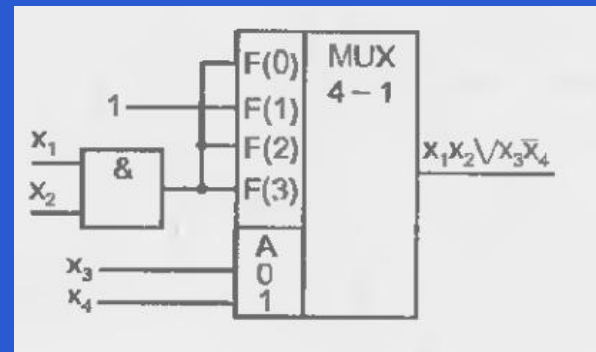 F(0) MUX
4 – 1
1 F(1)
x₁ & F(2) x₁x₂\/x₃x̄₄
x₂ F(3)
A
x₃ 0
x₄ 1